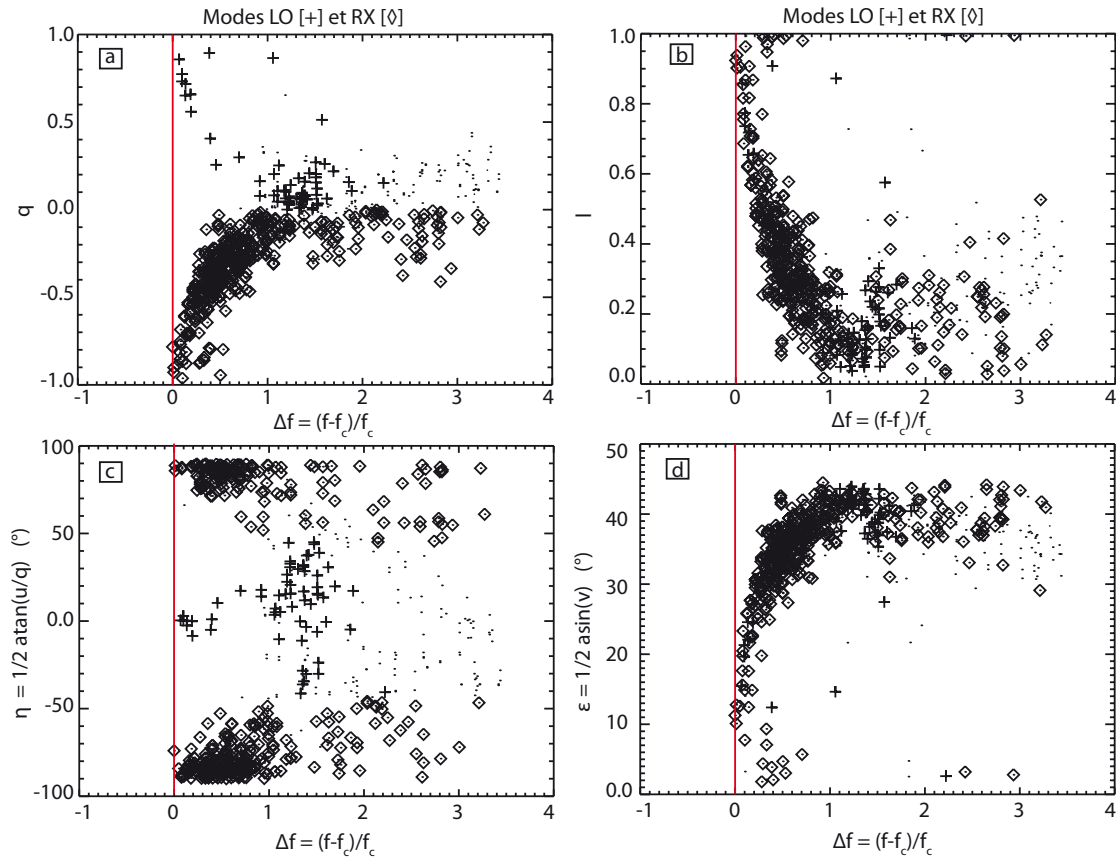 Modes LO [+] et RX [◊]
Modes LO [+] et RX [◊]
a
1.0
0.5
0.0
-0.5
-1.0
q
-1 0 1 2 3 4
Δf = (f-f_c)/f_c
b
1.0
0.8
0.6
0.4
0.2
0.0
l
-1 0 1 2 3 4
Δf = (f-f_c)/f_c
c
100
50
0.0
-50
-100
η = 1/2 atan(u/q) (°)
-1 0 1 2 3 4
Δf = (f-f_c)/f_c
d
50
40
30
20
10
0.0
ε = 1/2 asin(v) (°)
-1 0 1 2 3 4
Δf = (f-f_c)/f_c